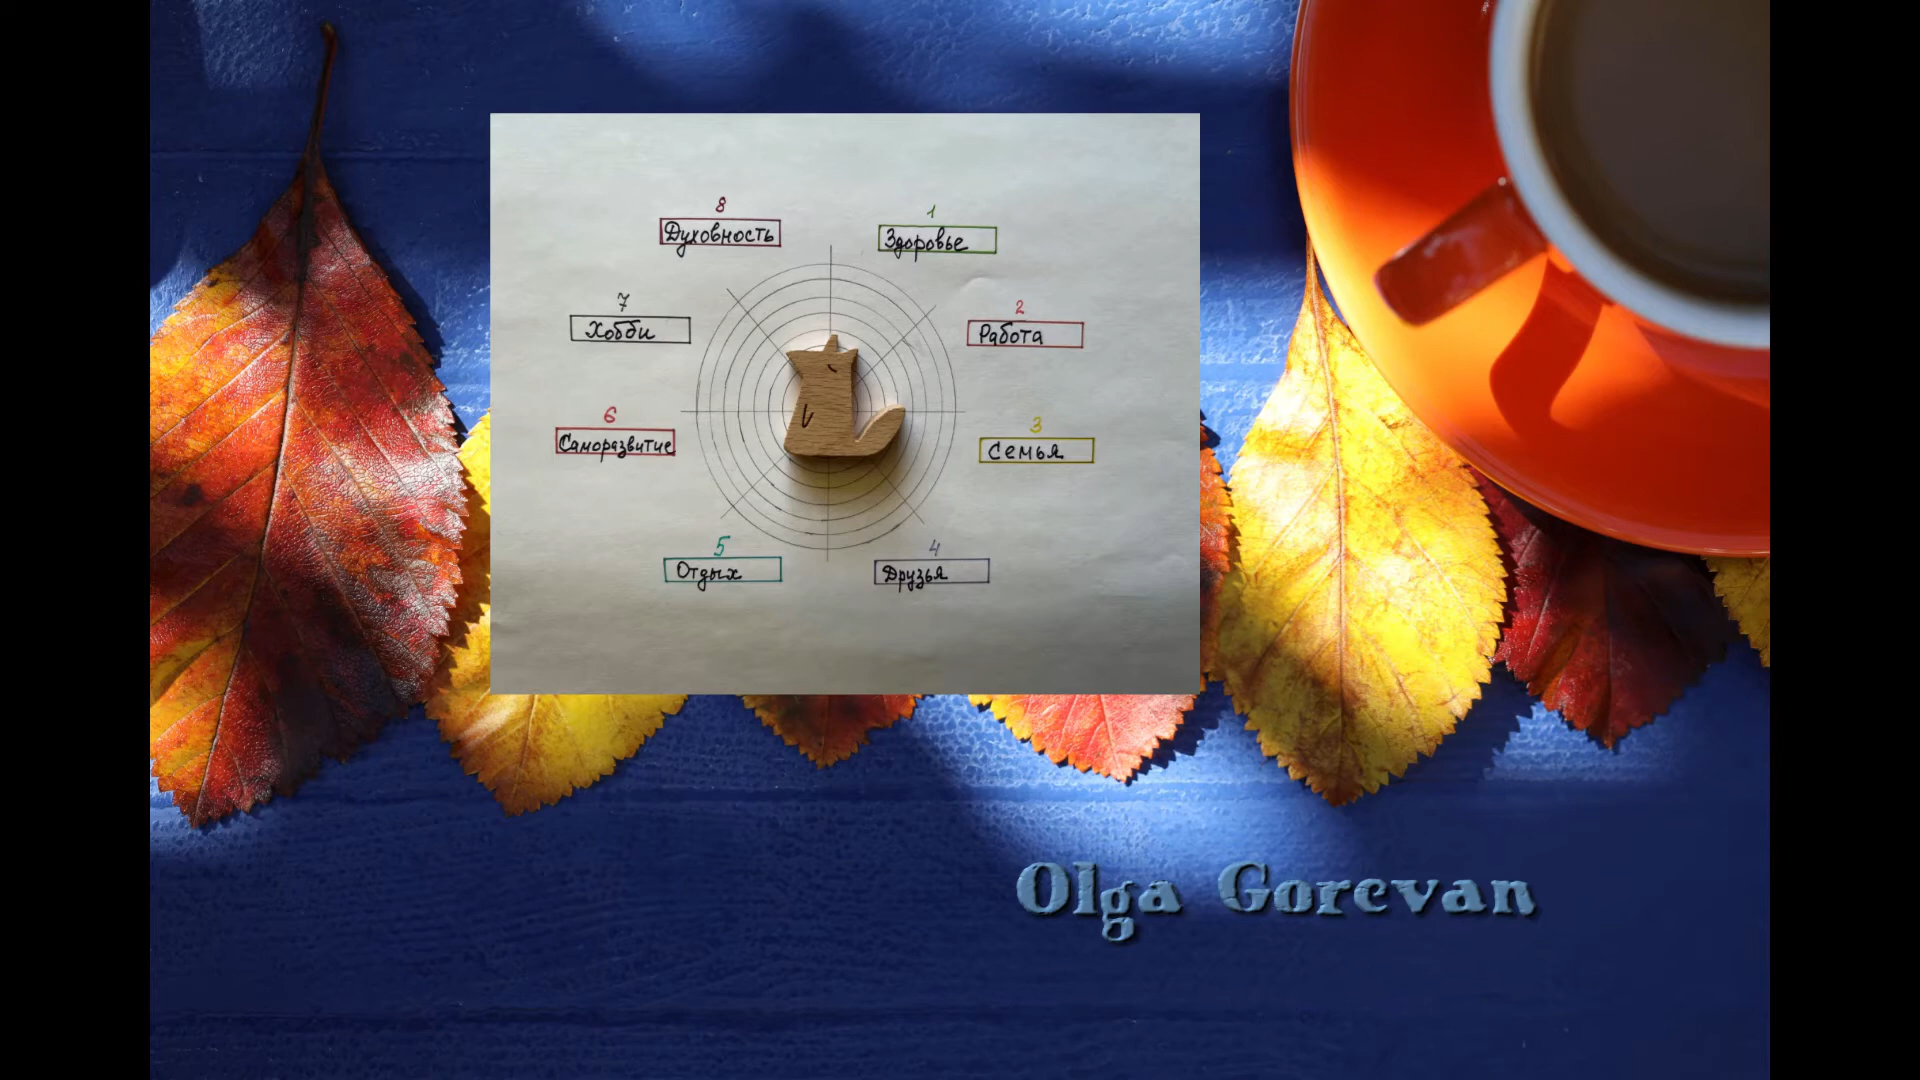 8
Духовность
1
Здоровье
7
Хобби
2
Работа
6
Саморазвитие
3
Семья
5
Отдых
4
Друзья
Olga Gorevan